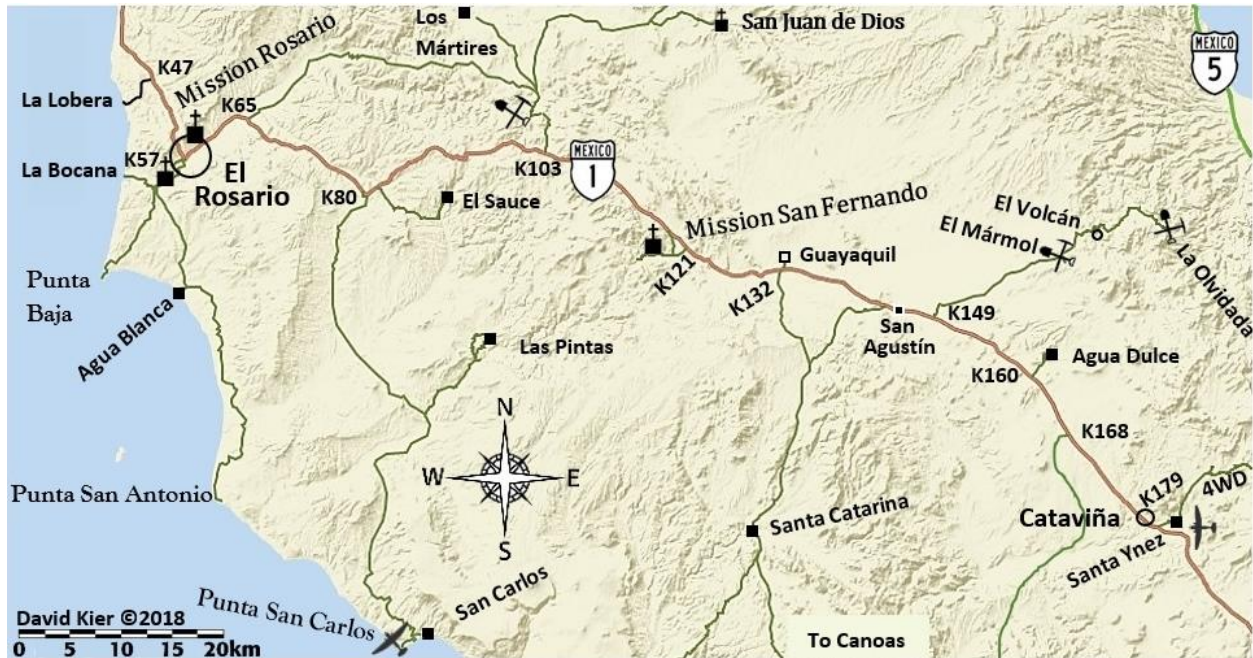 Los
Mártires
San Juan de Dios
MEXICO
5
K47
Mission Rosario
La Lobera
K65
La Bocana
K57
El
Rosario
K80
El Sauce
K103
MEXICO
1
Mission San Fernando
K121
El Volcán
El Mármol
La Olvidada
Guayaquil
K132
Punta
Baja
Agua Blanca
Las Pintas
San
Agustín
K149
Agua Dulce
K160
N
W
E
S
K168
Punta San Antonio
Santa Catarina
Cataviña
K179
4WD
Santa Ynez
Punta San Carlos
San Carlos
David Kier ©2018
0 5 10 15 20km
To Canoas